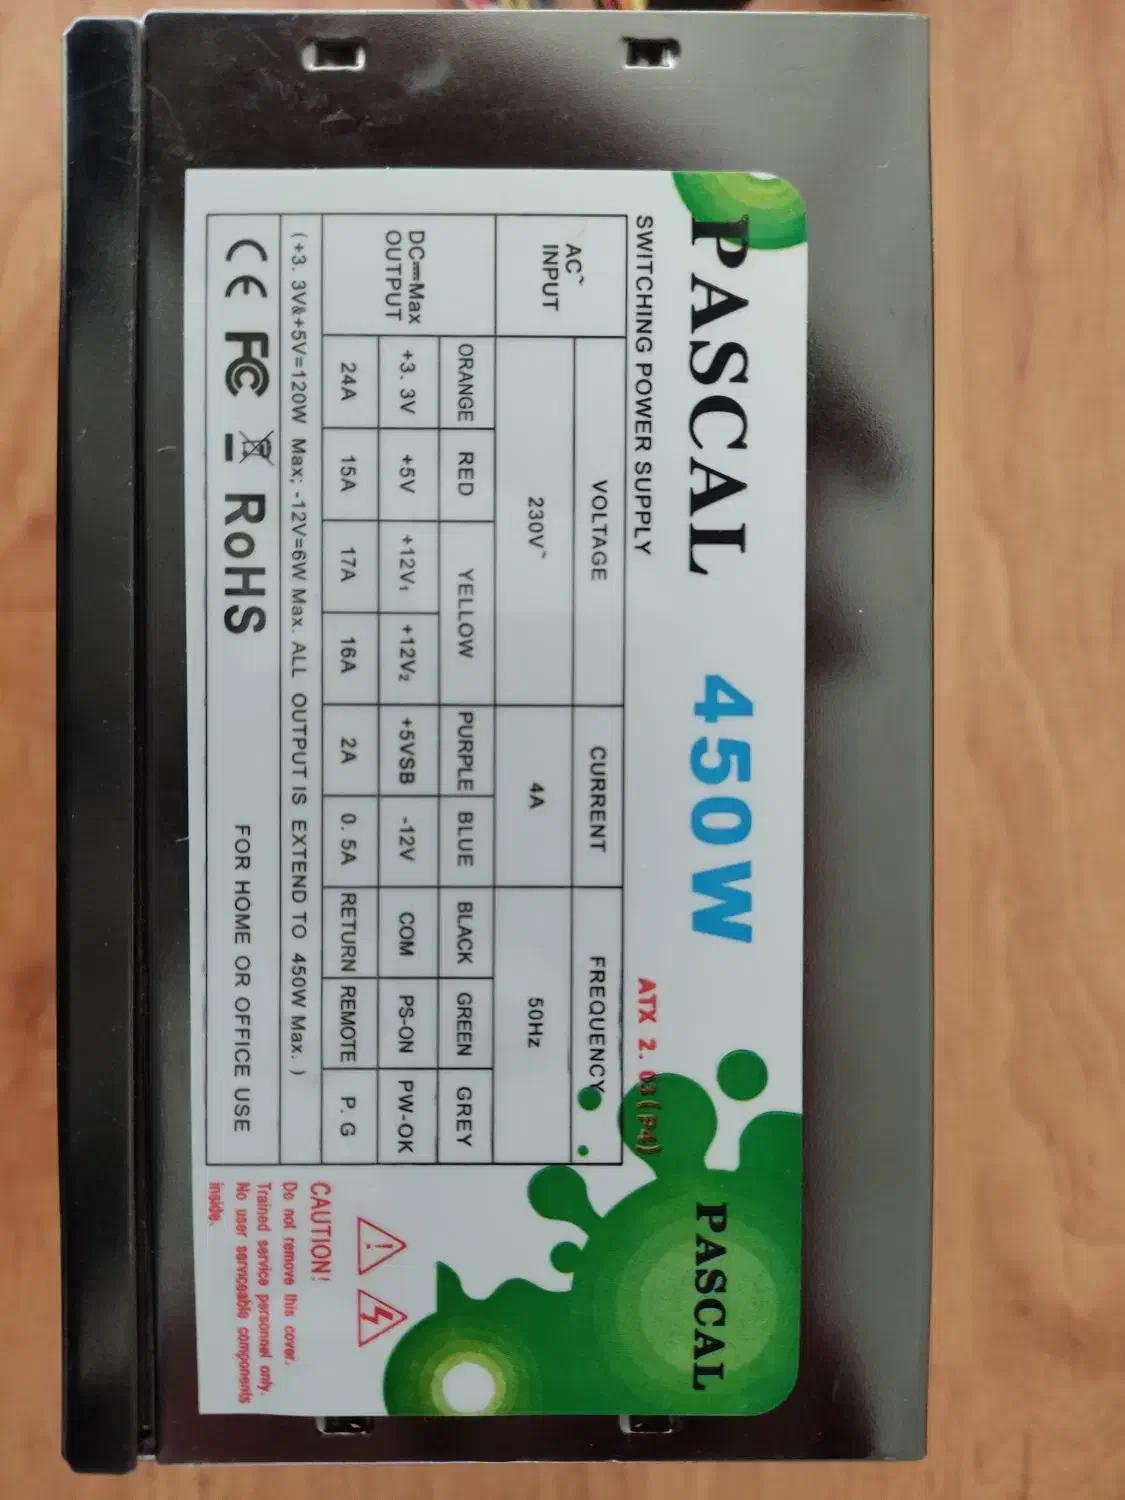 PASCAL 450W
SWITCHING POWER SUPPLY ATX 2. 03(P4)
PASCAL
AC~ INPUT VOLTAGE CURRENT FREQUENCY
230V~ 4A 50Hz
DC⎓Max OUTPUT ORANGE RED YELLOW PURPLE BLUE BLACK GREEN GREY
+3. 3V +5V +12V₁ +12V₂ +5VSB -12V COM PS-ON PW-OK
24A 15A 17A 16A 2A 0. 5A RETURN REMOTE P. G
(+3. 3V&+5V=120W Max; -12V=6W Max. ALL OUTPUT IS EXTEND TO 450W Max. )
CE FC RoHS FOR HOME OR OFFICE USE
CAUTION!
Do not remove this cover.
Trained service personnel only.
No user serviceable components
inside.